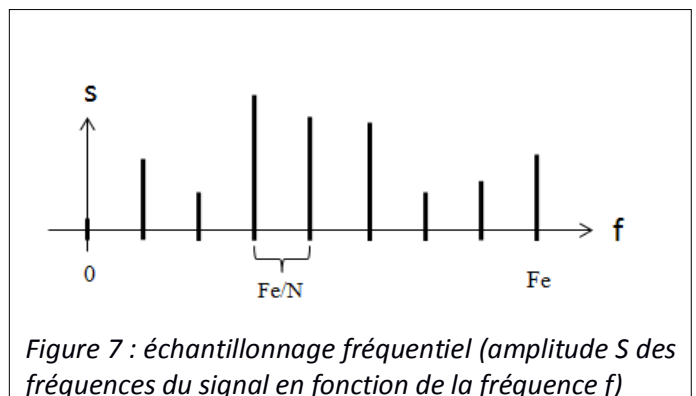 S
f
0
Fe/N
Fe
Figure 7 : échantillonnage fréquentiel (amplitude S des
fréquences du signal en fonction de la fréquence f)